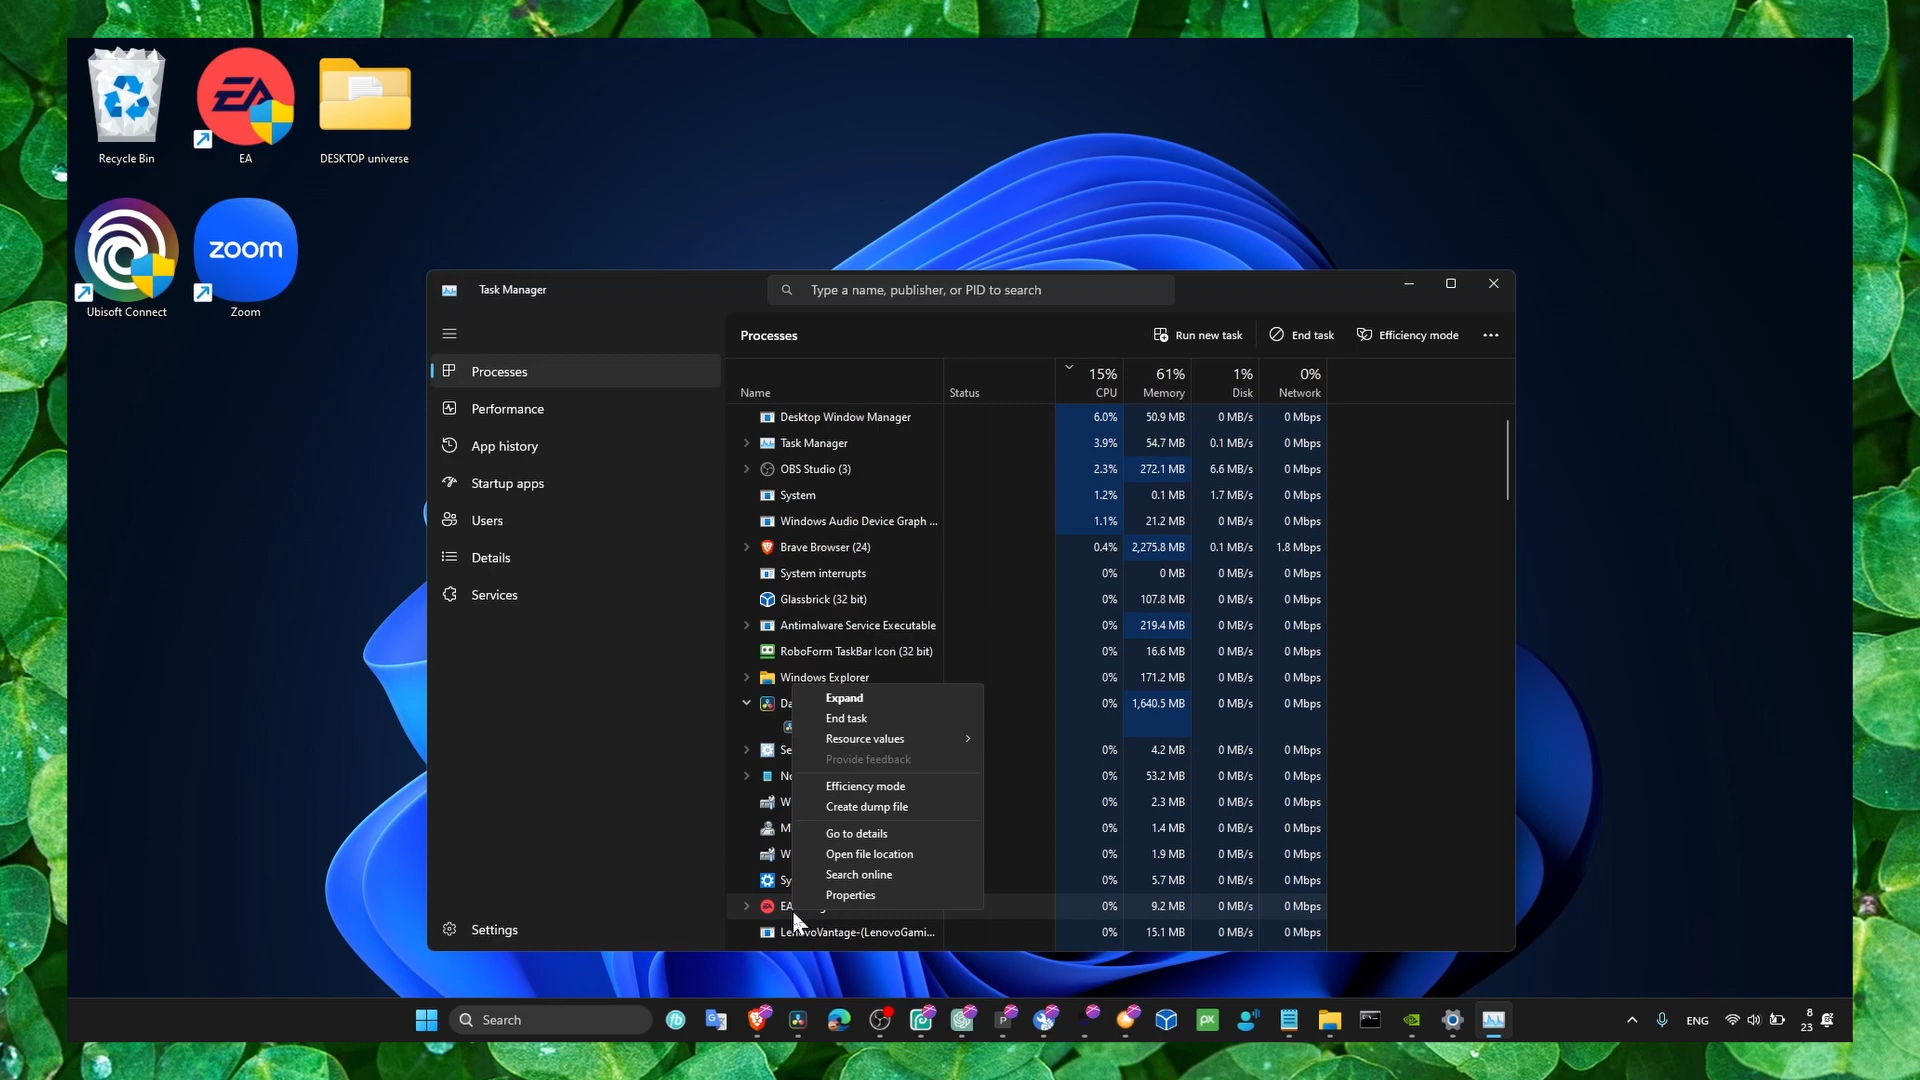 Recycle Bin
EA
EA
DESKTOP universe
Ubisoft Connect
zoom
Zoom
Task Manager
Type a name, publisher, or PID to search
Processes
Performance
App history
Startup apps
Users
Details
Services
Settings
Processes
Run new task
End task
Efficiency mode
Name
Status
15% CPU
61% Memory
1% Disk
0% Network
Desktop Window Manager 6.0% 50.9 MB 0 MB/s 0 Mbps
Task Manager 3.9% 54.7 MB 0.1 MB/s 0 Mbps
OBS Studio (3) 2.3% 272.1 MB 6.6 MB/s 0 Mbps
System 1.2% 0.1 MB 1.7 MB/s 0 Mbps
Windows Audio Device Graph ... 1.1% 21.2 MB 0 MB/s 0 Mbps
Brave Browser (24) 0.4% 2,275.8 MB 0.1 MB/s 1.8 Mbps
System interrupts 0% 0 MB 0 MB/s 0 Mbps
Glassbrick (32 bit) 0% 107.8 MB 0 MB/s 0 Mbps
Antimalware Service Executable 0% 219.4 MB 0 MB/s 0 Mbps
RoboForm TaskBar Icon (32 bit) 0% 16.6 MB 0 MB/s 0 Mbps
Windows Explorer 0% 171.2 MB 0 MB/s 0 Mbps
Da 0% 1,640.5 MB 0 MB/s 0 Mbps
Se 0% 4.2 MB 0 MB/s 0 Mbps
No 0% 53.2 MB 0 MB/s 0 Mbps
W 0% 2.3 MB 0 MB/s 0 Mbps
M 0% 1.4 MB 0 MB/s 0 Mbps
W 0% 1.9 MB 0 MB/s 0 Mbps
Sy 0% 5.7 MB 0 MB/s 0 Mbps
EA 0% 9.2 MB 0 MB/s 0 Mbps
LenovoVantage-(LenovoGami... 0% 15.1 MB 0 MB/s 0 Mbps
Expand
End task
Resource values
Provide feedback
Efficiency mode
Create dump file
Go to details
Open file location
Search online
Properties
Search
fb
px
ENG
8
23